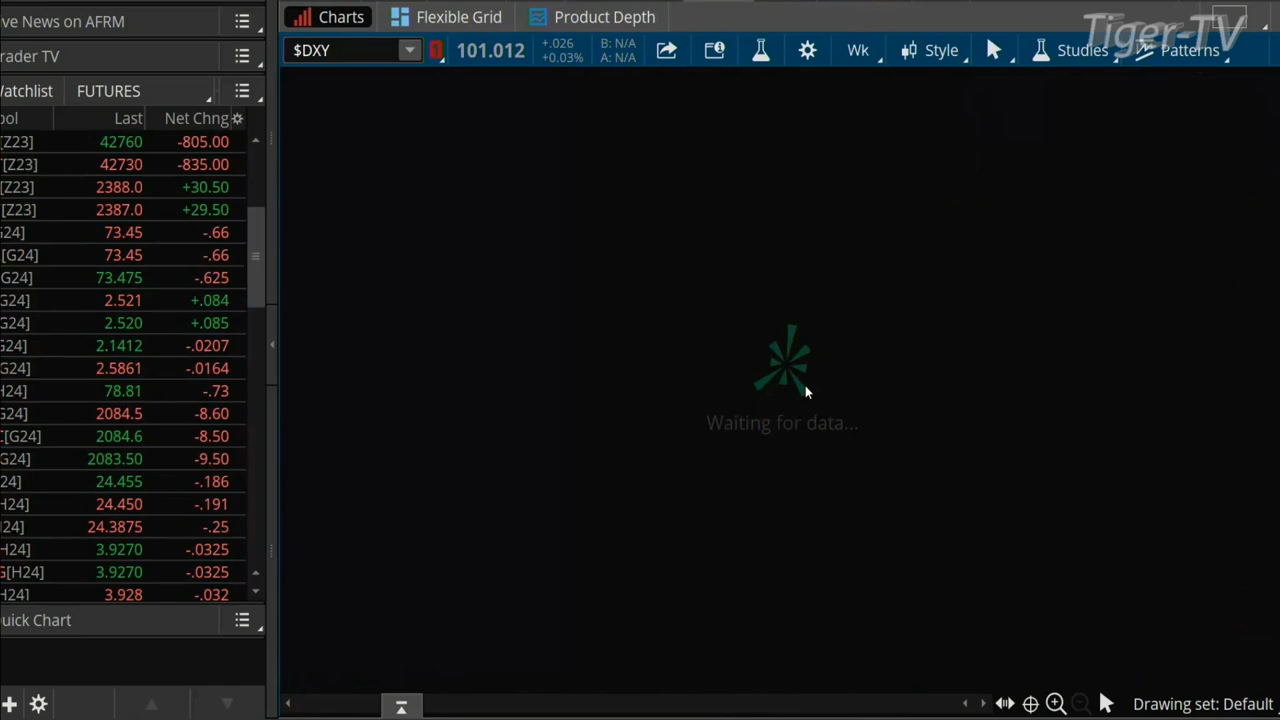 ve News on AFRM
rader TV
Vatchlist FUTURES
bol Last Net Chng
[Z23] 42760 -805.00
[Z23] 42730 -835.00
[Z23] 2388.0 +30.50
[Z23] 2387.0 +29.50
G24] 73.45 -.66
[G24] 73.45 -.66
G24] 73.475 -.625
G24] 2.521 +.084
G24] 2.520 +.085
G24] 2.1412 -.0207
G24] 2.5861 -.0164
H24] 78.81 -.73
G24] 2084.5 -8.60
C[G24] 2084.6 -8.50
G24] 2083.50 -9.50
24] 24.455 -.186
H24] 24.450 -.191
H24] 24.3875 -.25
H24] 3.9270 -.0325
G[H24] 3.9270 -.0325
H24] 3.928 -.032
uick Chart
Charts Flexible Grid Product Depth
Tiger-TV
$DXY 101.012 +.026 +0.03% B: N/A A: N/A Wk Style Studies Patterns
Waiting for data...
Drawing set: Default